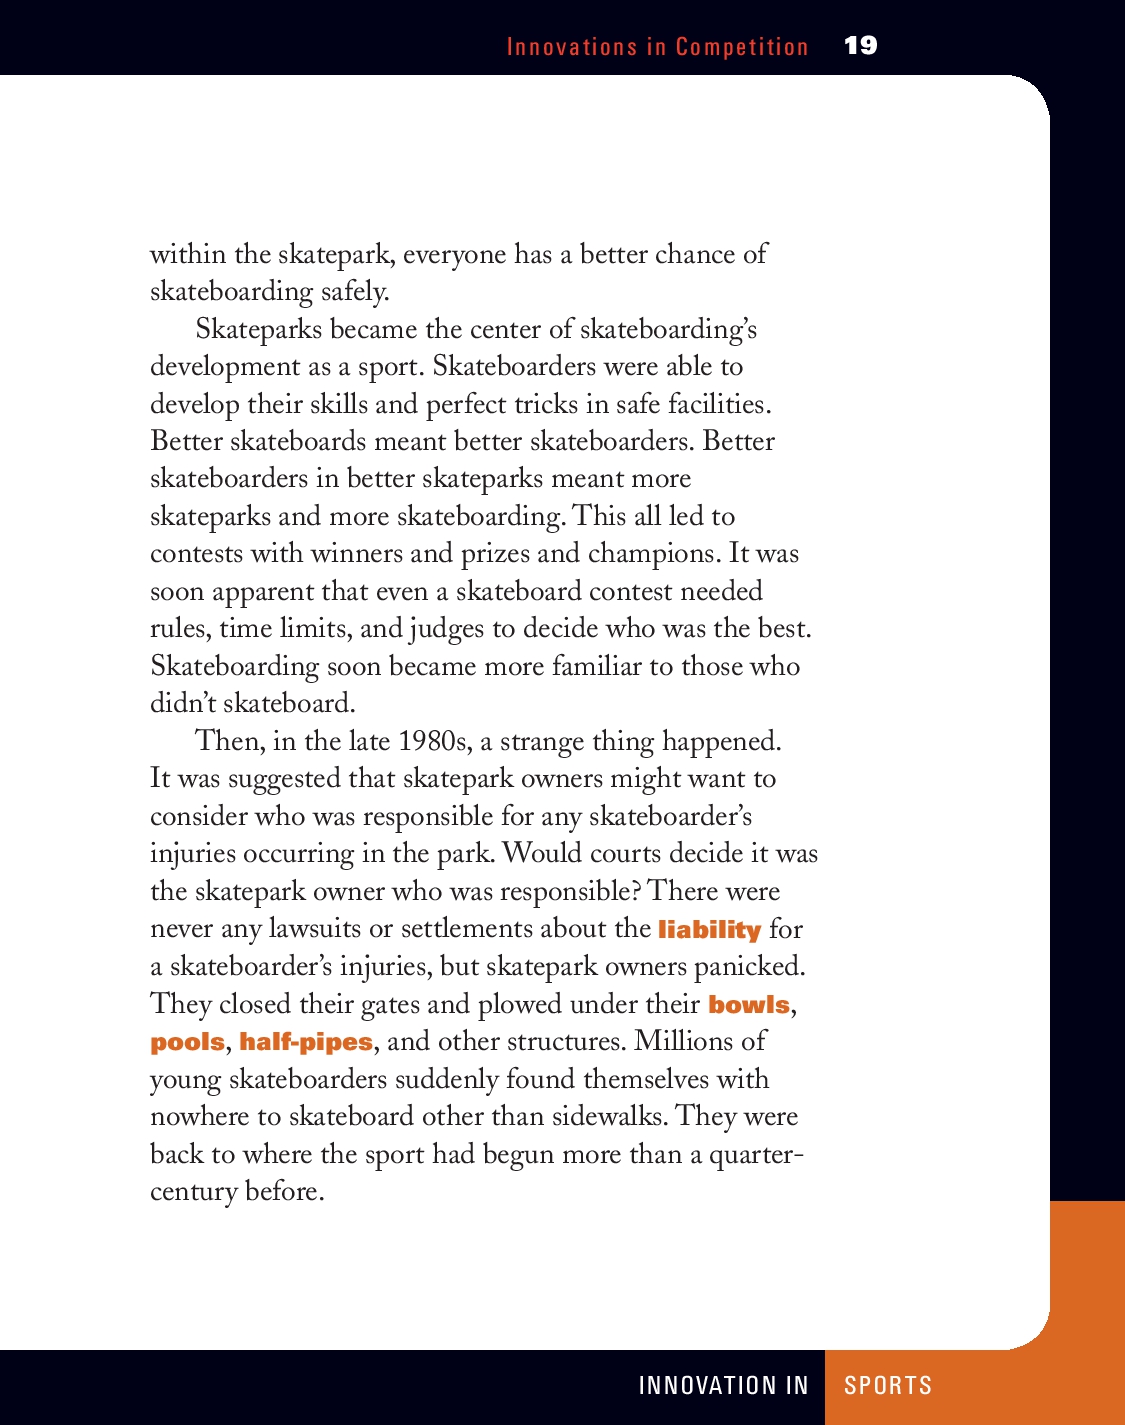 Innovations in Competition 19
within the skatepark, everyone has a better chance of
skateboarding safely.
Skateparks became the center of skateboarding’s
development as a sport. Skateboarders were able to
develop their skills and perfect tricks in safe facilities.
Better skateboards meant better skateboarders. Better
skateboarders in better skateparks meant more
skateparks and more skateboarding. This all led to
contests with winners and prizes and champions. It was
soon apparent that even a skateboard contest needed
rules, time limits, and judges to decide who was the best.
Skateboarding soon became more familiar to those who
didn’t skateboard.
Then, in the late 1980s, a strange thing happened.
It was suggested that skatepark owners might want to
consider who was responsible for any skateboarder’s
injuries occurring in the park. Would courts decide it was
the skatepark owner who was responsible? There were
never any lawsuits or settlements about the liability for
a skateboarder’s injuries, but skatepark owners panicked.
They closed their gates and plowed under their bowls,
pools, half-pipes, and other structures. Millions of
young skateboarders suddenly found themselves with
nowhere to skateboard other than sidewalks. They were
back to where the sport had begun more than a quarter-
century before.
INNOVATION IN SPORTS